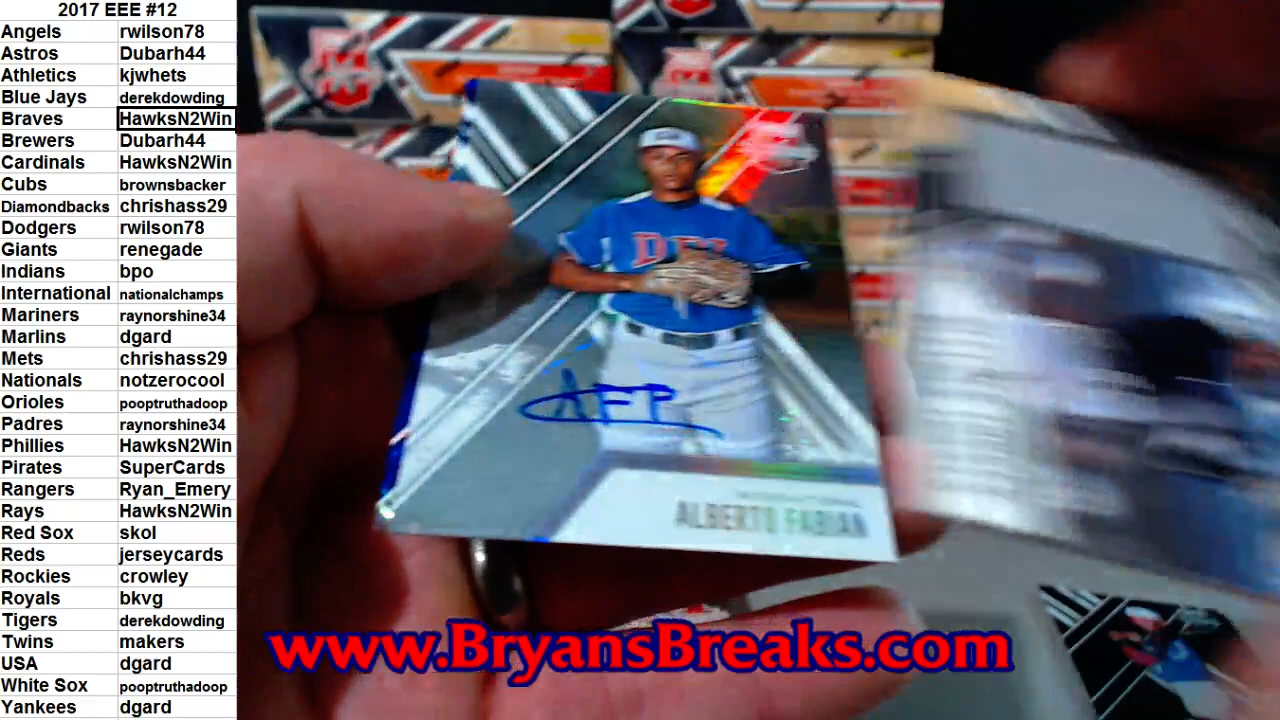 2017 EEE #12
Angels rwilson78
Astros Dubarh44
Athletics kjwhets
Blue Jays derekdowding
Braves HawksN2Win
Brewers Dubarh44
Cardinals HawksN2Win
Cubs brownsbacker
Diamondbacks chrishass29
Dodgers rwilson78
Giants renegade
Indians bpo
International nationalchamps
Mariners raynorshine34
Marlins dgard
Mets chrishass29
Nationals notzerocool
Orioles pooptruthadoop
Padres raynorshine34
Phillies HawksN2Win
Pirates SuperCards
Rangers Ryan_Emery
Rays HawksN2Win
Red Sox skol
Reds jerseycards
Rockies crowley
Royals bkvg
Tigers derekdowding
Twins makers
USA dgard
White Sox pooptruthadoop
Yankees dgard
AFP
ALBERTO FABIAN
www.BryansBreaks.com